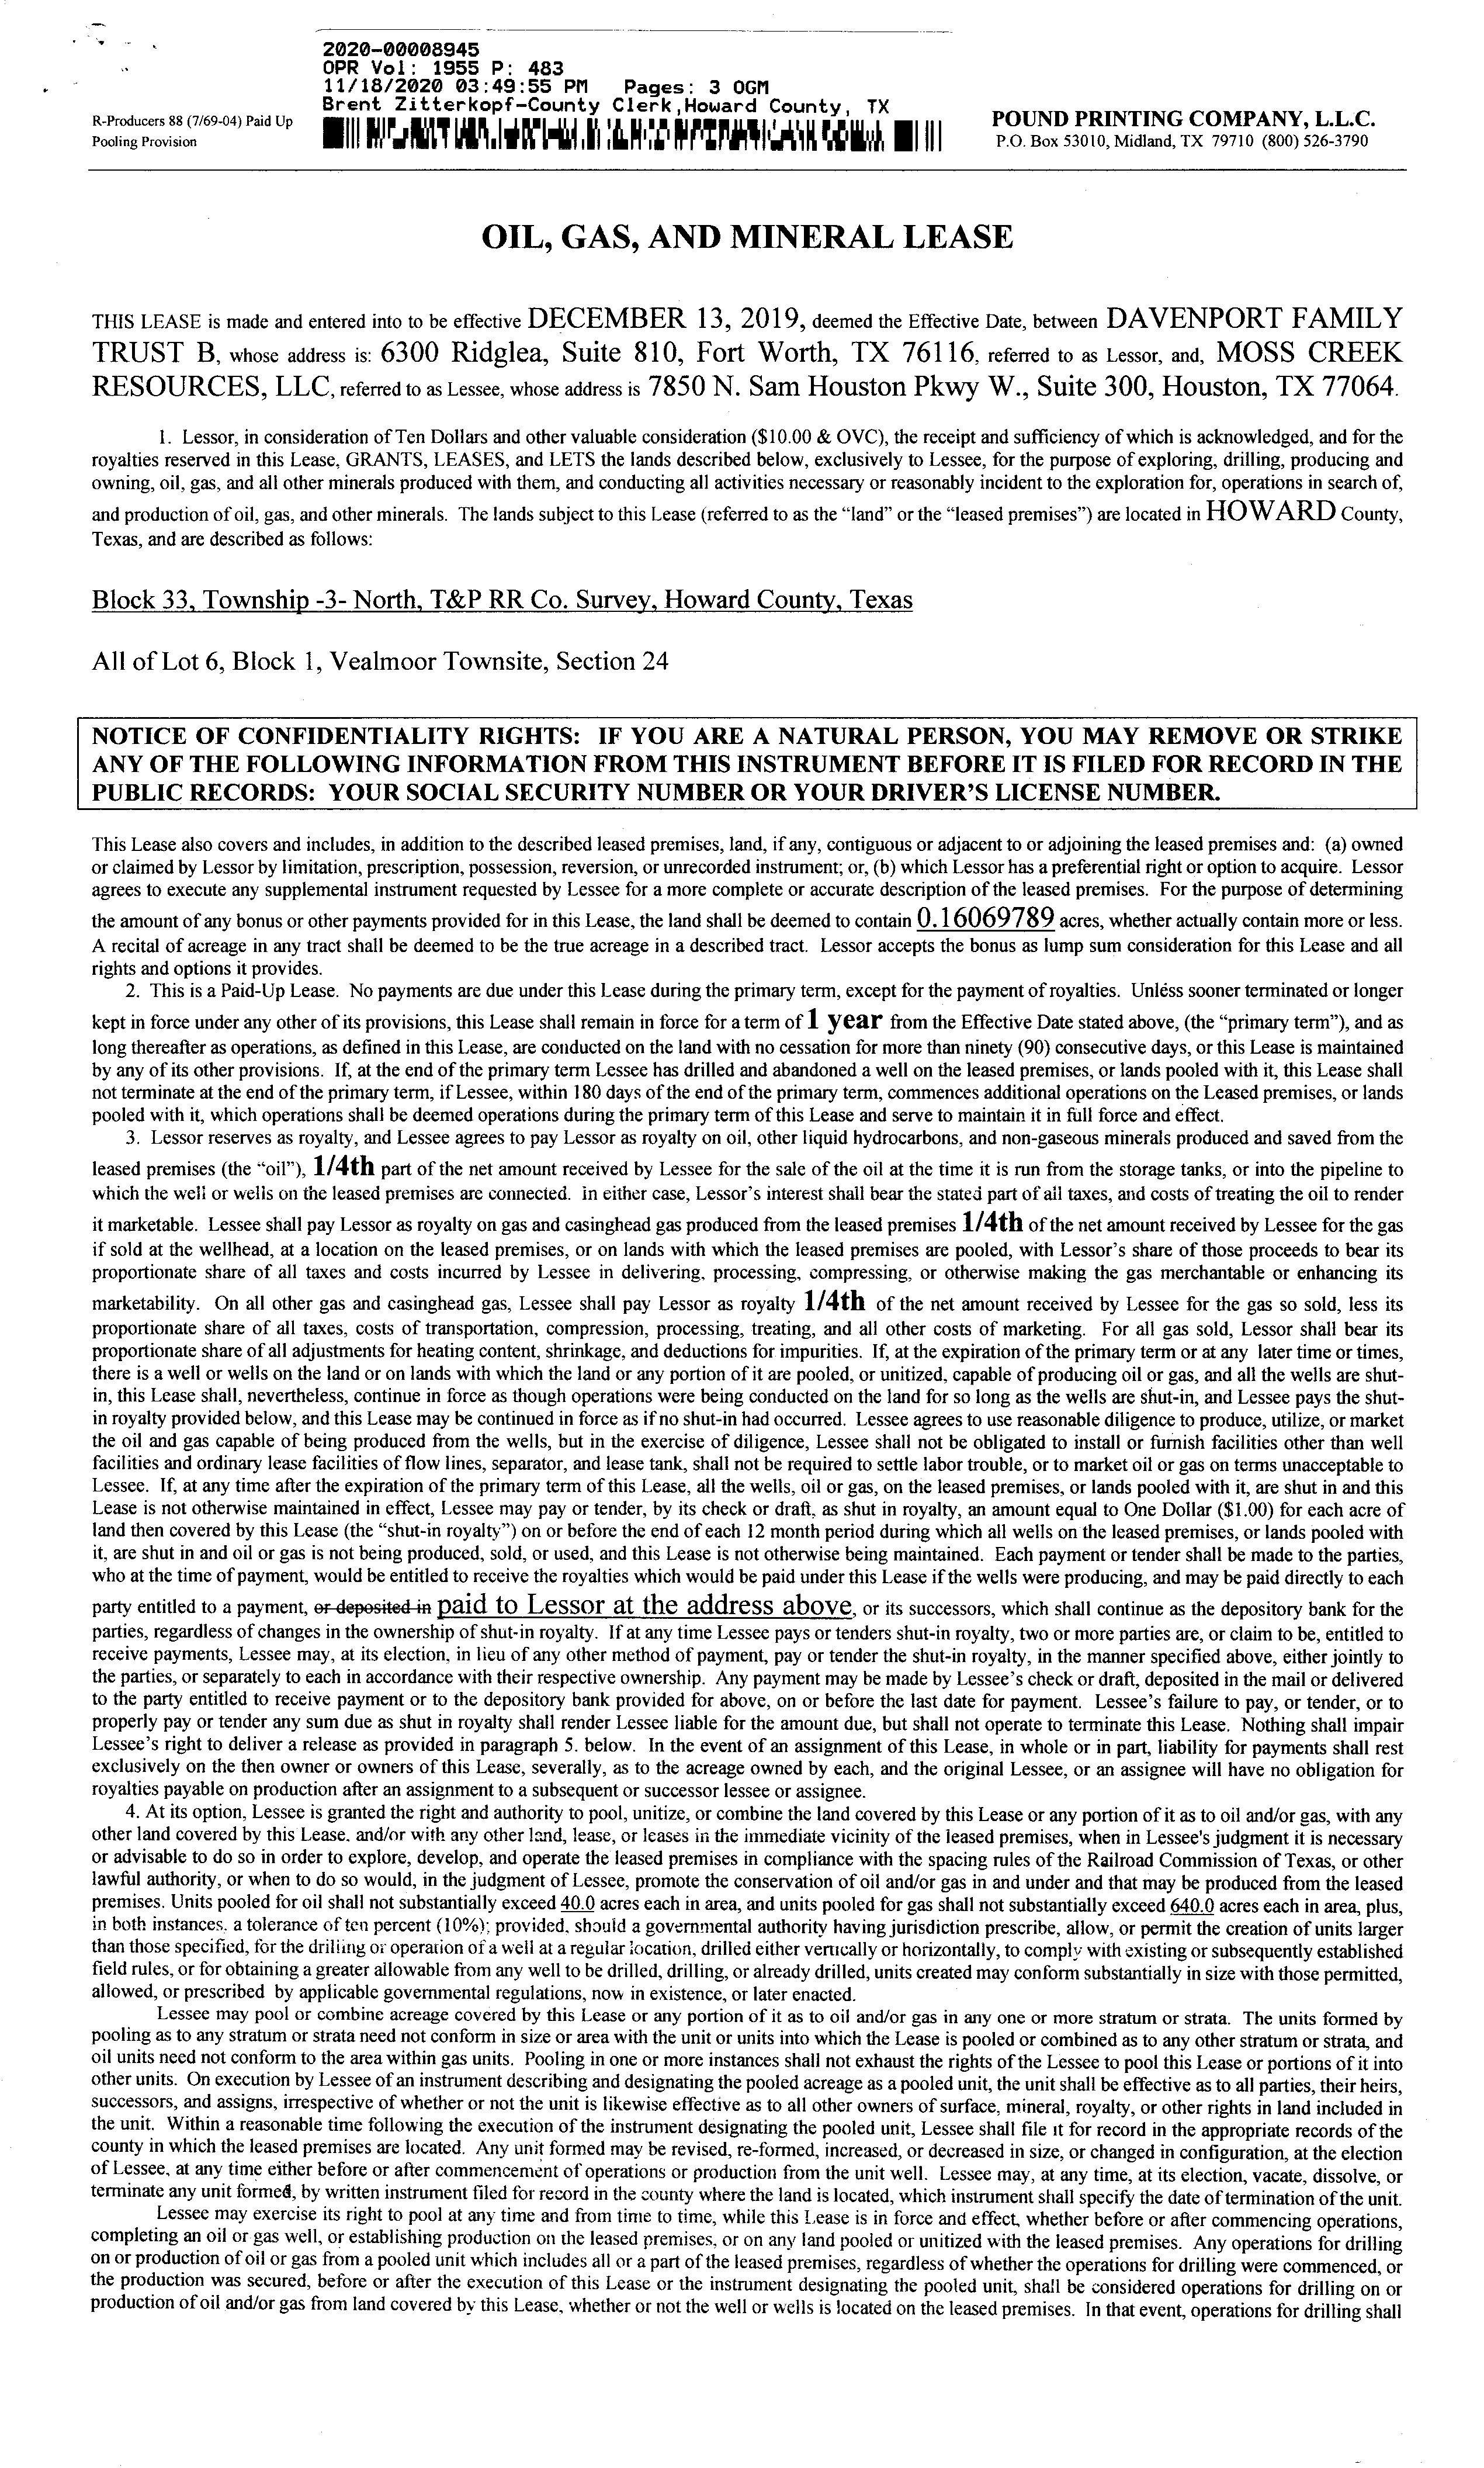 2020-00008945
OPR Vol: 1955 P: 483
11/18/2020 03:49:55 PM Pages: 3 OGM
Brent Zitterkopf-County Clerk,Howard County, TX
R-Producers 88 (7/69-04) Paid Up
Pooling Provision
POUND PRINTING COMPANY, L.L.C.
P.O. Box 53010, Midland, TX 79710 (800) 526-3790
OIL, GAS, AND MINERAL LEASE
THIS LEASE is made and entered into to be effective DECEMBER 13, 2019, deemed the Effective Date, between DAVENPORT FAMILY
TRUST B, whose address is: 6300 Ridglea, Suite 810, Fort Worth, TX 76116, referred to as Lessor, and, MOSS CREEK
RESOURCES, LLC, referred to as Lessee, whose address is 7850 N. Sam Houston Pkwy W., Suite 300, Houston, TX 77064.
1. Lessor, in consideration of Ten Dollars and other valuable consideration ($10.00 & OVC), the receipt and sufficiency of which is acknowledged, and for the
royalties reserved in this Lease, GRANTS, LEASES, and LETS the lands described below, exclusively to Lessee, for the purpose of exploring, drilling, producing and
owning, oil, gas, and all other minerals produced with them, and conducting all activities necessary or reasonably incident to the exploration for, operations in search of,
and production of oil, gas, and other minerals. The lands subject to this Lease (referred to as the “land” or the “leased premises”) are located in HOWARD County,
Texas, and are described as follows:
Block 33, Township -3- North, T&P RR Co. Survey, Howard County, Texas
All of Lot 6, Block 1, Vealmoor Townsite, Section 24
NOTICE OF CONFIDENTIALITY RIGHTS: IF YOU ARE A NATURAL PERSON, YOU MAY REMOVE OR STRIKE
ANY OF THE FOLLOWING INFORMATION FROM THIS INSTRUMENT BEFORE IT IS FILED FOR RECORD IN THE
PUBLIC RECORDS: YOUR SOCIAL SECURITY NUMBER OR YOUR DRIVER’S LICENSE NUMBER.
This Lease also covers and includes, in addition to the described leased premises, land, if any, contiguous or adjacent to or adjoining the leased premises and: (a) owned
or claimed by Lessor by limitation, prescription, possession, reversion, or unrecorded instrument; or, (b) which Lessor has a preferential right or option to acquire. Lessor
agrees to execute any supplemental instrument requested by Lessee for a more complete or accurate description of the leased premises. For the purpose of determining
the amount of any bonus or other payments provided for in this Lease, the land shall be deemed to contain 0.16069789 acres, whether actually contain more or less.
A recital of acreage in any tract shall be deemed to be the true acreage in a described tract. Lessor accepts the bonus as lump sum consideration for this Lease and all
rights and options it provides.
2. This is a Paid-Up Lease. No payments are due under this Lease during the primary term, except for the payment of royalties. Unless sooner terminated or longer
kept in force under any other of its provisions, this Lease shall remain in force for a term of 1 year from the Effective Date stated above, (the “primary term”), and as
long thereafter as operations, as defined in this Lease, are conducted on the land with no cessation for more than ninety (90) consecutive days, or this Lease is maintained
by any of its other provisions. If, at the end of the primary term Lessee has drilled and abandoned a well on the leased premises, or lands pooled with it, this Lease shall
not terminate at the end of the primary term, if Lessee, within 180 days of the end of the primary term, commences additional operations on the Leased premises, or lands
pooled with it, which operations shall be deemed operations during the primary term of this Lease and serve to maintain it in full force and effect.
3. Lessor reserves as royalty, and Lessee agrees to pay Lessor as royalty on oil, other liquid hydrocarbons, and non-gaseous minerals produced and saved from the
leased premises (the “oil”), 1/4th part of the net amount received by Lessee for the sale of the oil at the time it is run from the storage tanks, or into the pipeline to
which the well or wells on the leased premises are connected. in either case, Lessor’s interest shall bear the stated part of all taxes, and costs of treating the oil to render
it marketable. Lessee shall pay Lessor as royalty on gas and casinghead gas produced from the leased premises 1/4th of the net amount received by Lessee for the gas
if sold at the wellhead, at a location on the leased premises, or on lands with which the leased premises are pooled, with Lessor’s share of those proceeds to bear its
proportionate share of all taxes and costs incurred by Lessee in delivering, processing, compressing, or otherwise making the gas merchantable or enhancing its
marketability. On all other gas and casinghead gas, Lessee shall pay Lessor as royalty 1/4th of the net amount received by Lessee for the gas so sold, less its
proportionate share of all taxes, costs of transportation, compression, processing, treating, and all other costs of marketing. For all gas sold, Lessor shall bear its
proportionate share of all adjustments for heating content, shrinkage, and deductions for impurities. If, at the expiration of the primary term or at any later time or times,
there is a well or wells on the land or on lands with which the land or any portion of it are pooled, or unitized, capable of producing oil or gas, and all the wells are shut-
in, this Lease shall, nevertheless, continue in force as though operations were being conducted on the land for so long as the wells are shut-in, and Lessee pays the shut-
in royalty provided below, and this Lease may be continued in force as if no shut-in had occurred. Lessee agrees to use reasonable diligence to produce, utilize, or market
the oil and gas capable of being produced from the wells, but in the exercise of diligence, Lessee shall not be obligated to install or furnish facilities other than well
facilities and ordinary lease facilities of flow lines, separator, and lease tank, shall not be required to settle labor trouble, or to market oil or gas on terms unacceptable to
Lessee. If, at any time after the expiration of the primary term of this Lease, all the wells, oil or gas, on the leased premises, or lands pooled with it, are shut in and this
Lease is not otherwise maintained in effect, Lessee may pay or tender, by its check or draft, as shut in royalty, an amount equal to One Dollar ($1.00) for each acre of
land then covered by this Lease (the “shut-in royalty”) on or before the end of each 12 month period during which all wells on the leased premises, or lands pooled with
it, are shut in and oil or gas is not being produced, sold, or used, and this Lease is not otherwise being maintained. Each payment or tender shall be made to the parties,
who at the time of payment, would be entitled to receive the royalties which would be paid under this Lease if the wells were producing, and may be paid directly to each
party entitled to a payment, or deposited in paid to Lessor at the address above, or its successors, which shall continue as the depository bank for the
parties, regardless of changes in the ownership of shut-in royalty. If at any time Lessee pays or tenders shut-in royalty, two or more parties are, or claim to be, entitled to
receive payments, Lessee may, at its election, in lieu of any other method of payment, pay or tender the shut-in royalty, in the manner specified above, either jointly to
the parties, or separately to each in accordance with their respective ownership. Any payment may be made by Lessee’s check or draft, deposited in the mail or delivered
to the party entitled to receive payment or to the depository bank provided for above, on or before the last date for payment. Lessee’s failure to pay, or tender, or to
properly pay or tender any sum due as shut in royalty shall render Lessee liable for the amount due, but shall not operate to terminate this Lease. Nothing shall impair
Lessee’s right to deliver a release as provided in paragraph 5. below. In the event of an assignment of this Lease, in whole or in part, liability for payments shall rest
exclusively on the then owner or owners of this Lease, severally, as to the acreage owned by each, and the original Lessee, or an assignee will have no obligation for
royalties payable on production after an assignment to a subsequent or successor lessee or assignee.
4. At its option, Lessee is granted the right and authority to pool, unitize, or combine the land covered by this Lease or any portion of it as to oil and/or gas, with any
other land covered by this Lease. and/or with any other land, lease, or leases in the immediate vicinity of the leased premises, when in Lessee's judgment it is necessary
or advisable to do so in order to explore, develop, and operate the leased premises in compliance with the spacing rules of the Railroad Commission of Texas, or other
lawful authority, or when to do so would, in the judgment of Lessee, promote the conservation of oil and/or gas in and under and that may be produced from the leased
premises. Units pooled for oil shall not substantially exceed 40.0 acres each in area, and units pooled for gas shall not substantially exceed 640.0 acres each in area, plus,
in both instances. a tolerance of ten percent (10%); provided, should a governmental authority having jurisdiction prescribe, allow, or permit the creation of units larger
than those specified, for the drilling or operation of a well at a regular location, drilled either vertically or horizontally, to comply with existing or subsequently established
field rules, or for obtaining a greater allowable from any well to be drilled, drilling, or already drilled, units created may conform substantially in size with those permitted,
allowed, or prescribed by applicable governmental regulations, now in existence, or later enacted.
Lessee may pool or combine acreage covered by this Lease or any portion of it as to oil and/or gas in any one or more stratum or strata. The units formed by
pooling as to any stratum or strata need not conform in size or area with the unit or units into which the Lease is pooled or combined as to any other stratum or strata, and
oil units need not conform to the area within gas units. Pooling in one or more instances shall not exhaust the rights of the Lessee to pool this Lease or portions of it into
other units. On execution by Lessee of an instrument describing and designating the pooled acreage as a pooled unit, the unit shall be effective as to all parties, their heirs,
successors, and assigns, irrespective of whether or not the unit is likewise effective as to all other owners of surface, mineral, royalty, or other rights in land included in
the unit. Within a reasonable time following the execution of the instrument designating the pooled unit, Lessee shall file it for record in the appropriate records of the
county in which the leased premises are located. Any unit formed may be revised, re-formed, increased, or decreased in size, or changed in configuration, at the election
of Lessee, at any time either before or after commencement of operations or production from the unit well. Lessee may, at any time, at its election, vacate, dissolve, or
terminate any unit formed, by written instrument filed for record in the county where the land is located, which instrument shall specify the date of termination of the unit.
Lessee may exercise its right to pool at any time and from time to time, while this Lease is in force and effect, whether before or after commencing operations,
completing an oil or gas well, or establishing production on the leased premises, or on any land pooled or unitized with the leased premises. Any operations for drilling
on or production of oil or gas from a pooled unit which includes all or a part of the leased premises, regardless of whether the operations for drilling were commenced, or
the production was secured, before or after the execution of this Lease or the instrument designating the pooled unit, shall be considered operations for drilling on or
production of oil and/or gas from land covered by this Lease, whether or not the well or wells is located on the leased premises. In that event, operations for drilling shall